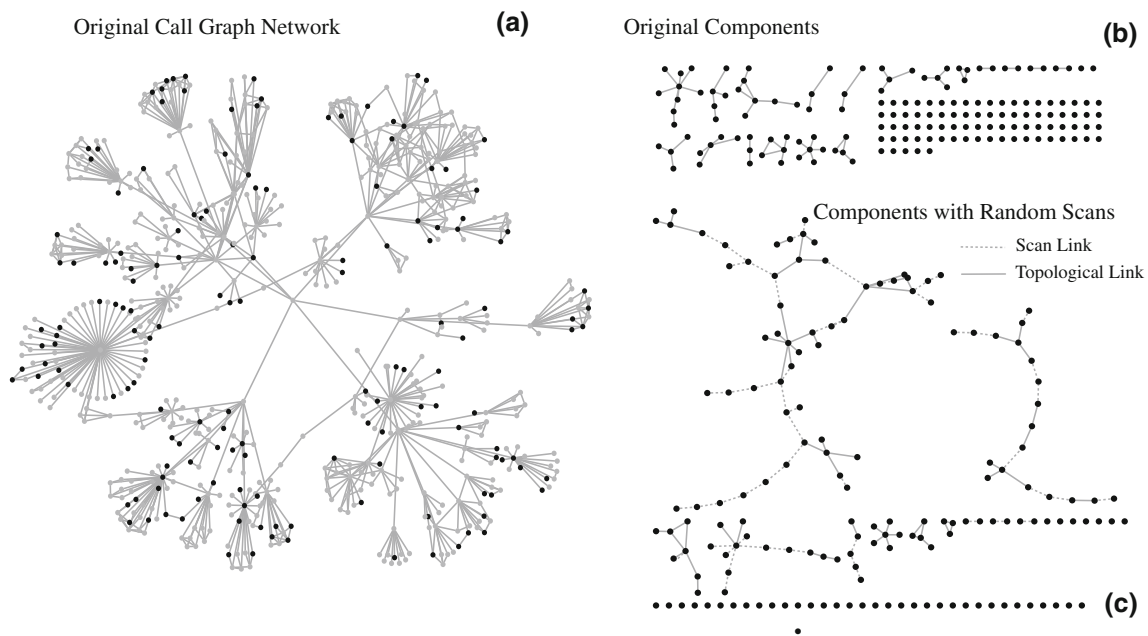 Original Call Graph Network
(a)
Original Components
(b)
Components with Random Scans
Scan Link
Topological Link
(c)